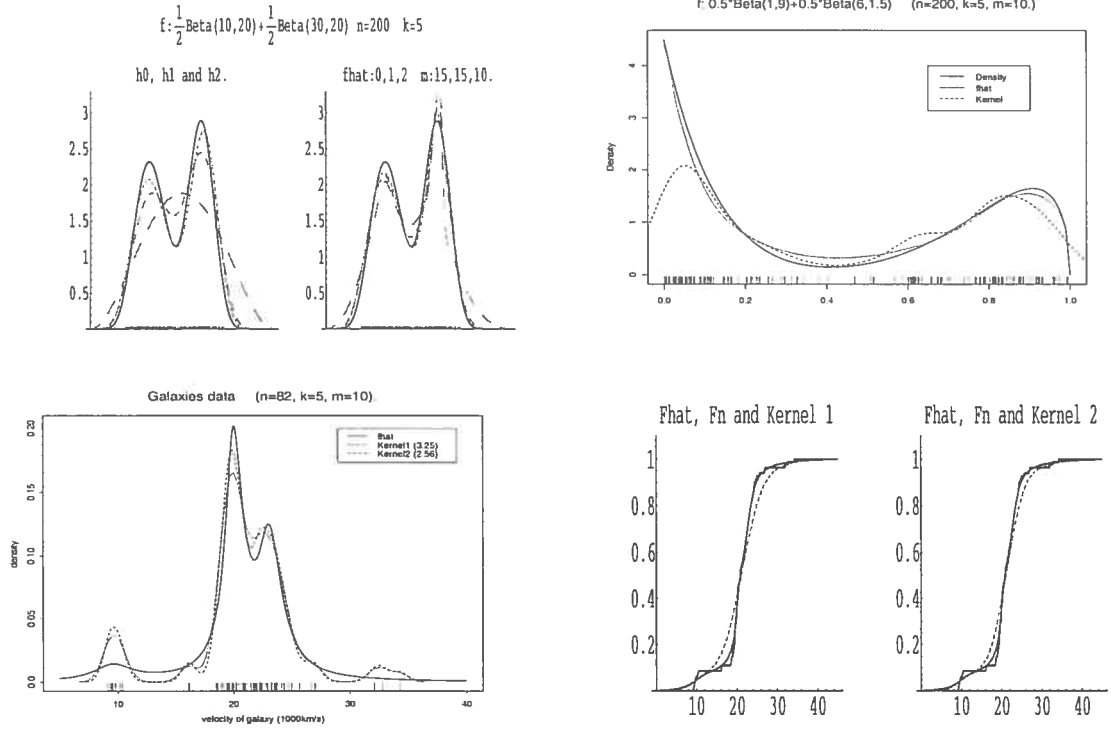 f: 1/2 Beta(10,20)+ 1/2 Beta(30,20) n=200 k=5
h0, h1 and h2.
fhat:0,1,2 m:15,15,10.
3
2.5
2
1.5
1
0.5
3
2.5
2
1.5
1
0.5
f: 0.5*Beta(1,9)+0.5*Beta(6,1.5) (n=200, k=5, m=10.)
Density
fhat
Kernel
Density
4
3
2
1
0
0.0 0.2 0.4 0.6 0.8 1.0
Galaxies data (n=82, k=5, m=10)
fhat
Kernel1 (3.25)
Kernel2 (2.56)
density
0.20
0.15
0.10
0.05
0.0
10 20 30 40
velocity of galaxy (1000km/s)
Fhat, Fn and Kernel 1
1
0.8
0.6
0.4
0.2
10 20 30 40
Fhat, Fn and Kernel 2
1
0.8
0.6
0.4
0.2
10 20 30 40